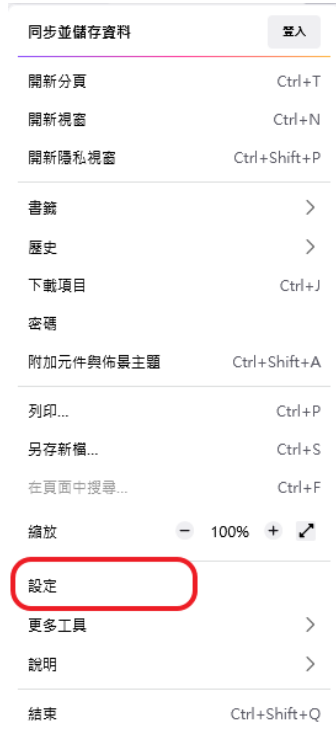 同步並儲存資料 登入
開新分頁 Ctrl+T
開新視窗 Ctrl+N
開新隱私視窗 Ctrl+Shift+P
書籤
歷史
下載項目 Ctrl+J
密碼
附加元件與佈景主題 Ctrl+Shift+A
列印... Ctrl+P
另存新檔... Ctrl+S
在頁面中搜尋... Ctrl+F
縮放 − 100% +
設定
更多工具
說明
結束 Ctrl+Shift+Q